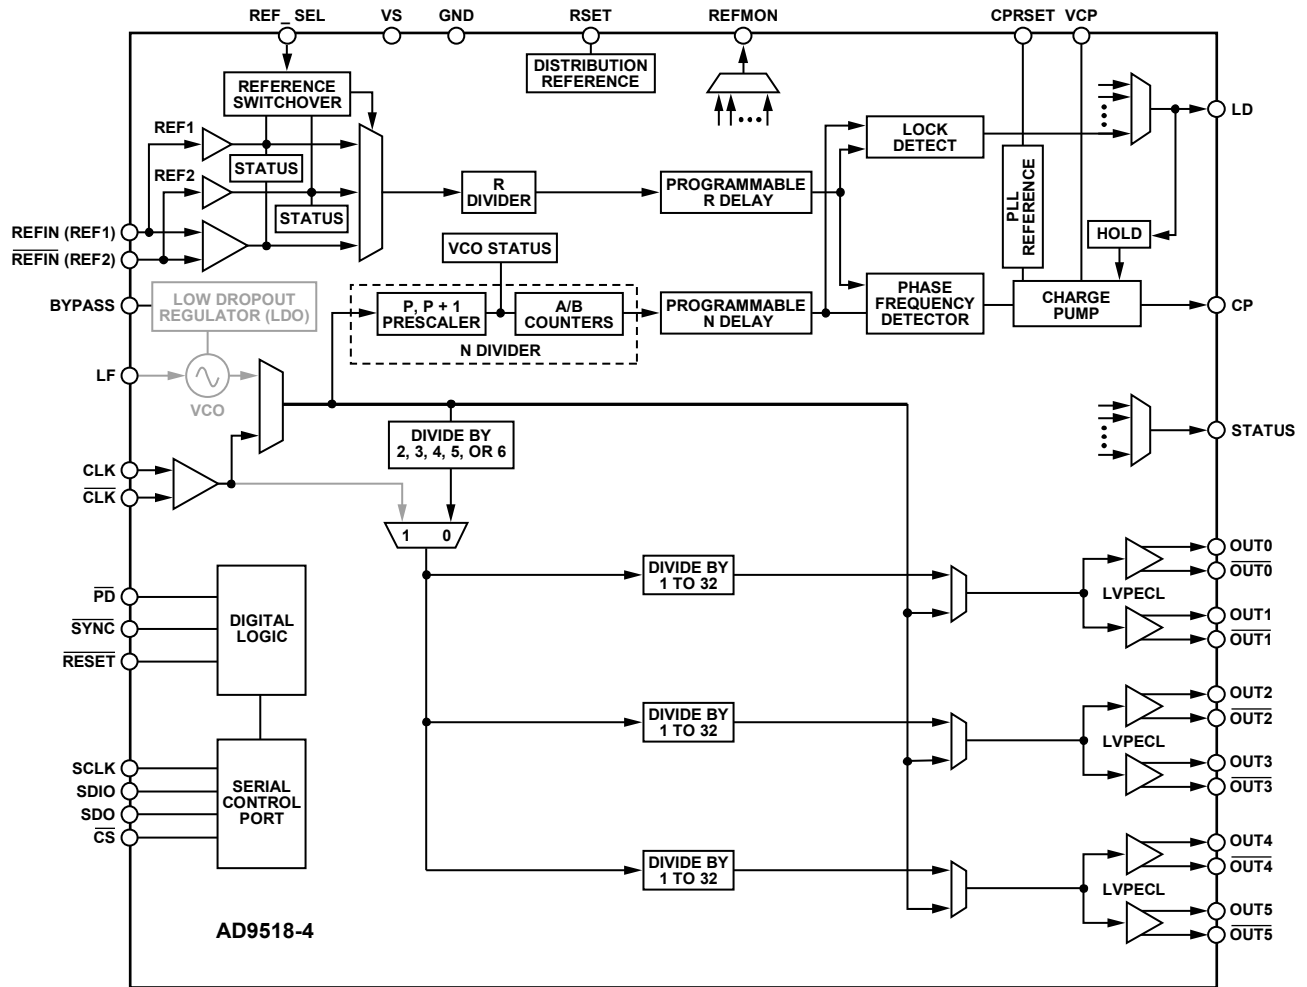 REF_SEL
VS
GND
RSET
REFMON
CPRSET
VCP
DISTRIBUTION
REFERENCE
REFERENCE
SWITCHOVER
REF1
STATUS
REF2
STATUS
REFIN (REF1)
REFIN (REF2)
BYPASS
LOW DROPOUT
REGULATOR (LDO)
LF
VCO
CLK
CLK
R
DIVIDER
VCO STATUS
P, P + 1
PRESCALER
A/B
COUNTERS
N DIVIDER
PROGRAMMABLE
R DELAY
PROGRAMMABLE
N DELAY
LOCK
DETECT
PHASE
FREQUENCY
DETECTOR
PLL
REFERENCE
HOLD
CHARGE
PUMP
LD
CP
STATUS
DIVIDE BY
2, 3, 4, 5, OR 6
1 0
PD
SYNC
RESET
DIGITAL
LOGIC
SCLK
SDIO
SDO
CS
SERIAL
CONTROL
PORT
DIVIDE BY
1 TO 32
LVPECL
OUT0
OUT0
OUT1
OUT1
DIVIDE BY
1 TO 32
LVPECL
OUT2
OUT2
OUT3
OUT3
DIVIDE BY
1 TO 32
LVPECL
OUT4
OUT4
OUT5
OUT5
AD9518-4